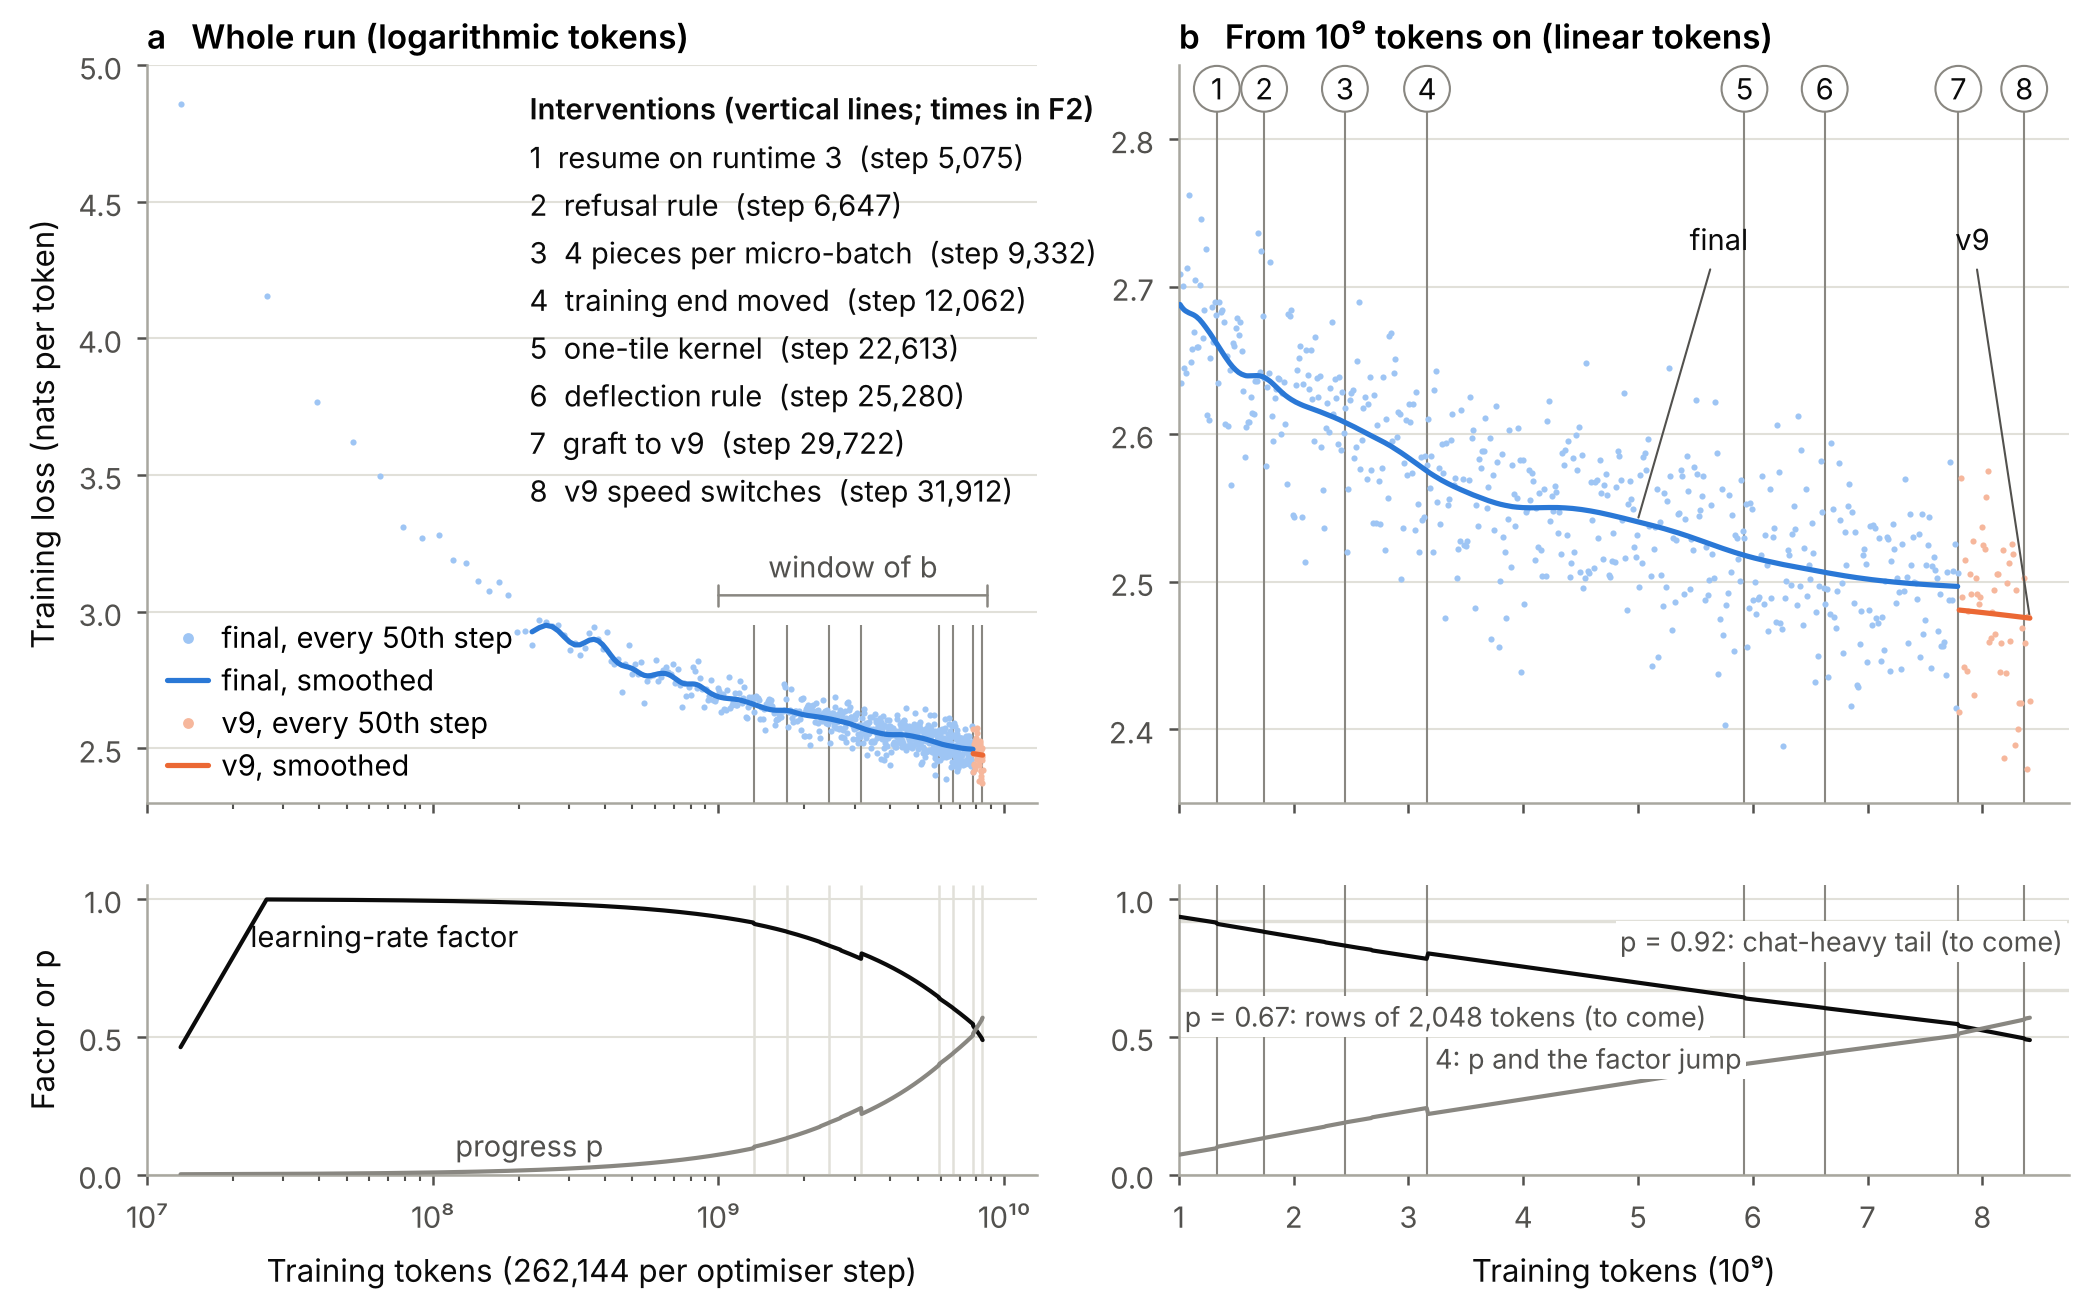 a Whole run (logarithmic tokens)
5.0
4.5
4.0
3.5
3.0
2.5
Training loss (nats per token)
Interventions (vertical lines; times in F2)
1 resume on runtime 3 (step 5,075)
2 refusal rule (step 6,647)
3 4 pieces per micro-batch (step 9,332)
4 training end moved (step 12,062)
5 one-tile kernel (step 22,613)
6 deflection rule (step 25,280)
7 graft to v9 (step 29,722)
8 v9 speed switches (step 31,912)
window of b
final, every 50th step
final, smoothed
v9, every 50th step
v9, smoothed
b From 10⁹ tokens on (linear tokens)
1 2 3 4 5 6 7 8
2.8
2.7
2.6
2.5
2.4
final
v9
1.0
0.5
0.0
Factor or p
learning-rate factor
progress p
10⁷ 10⁸ 10⁹ 10¹⁰
Training tokens (262,144 per optimiser step)
1.0
0.5
0.0
p = 0.92: chat-heavy tail (to come)
p = 0.67: rows of 2,048 tokens (to come)
4: p and the factor jump
1 2 3 4 5 6 7 8
Training tokens (10⁹)